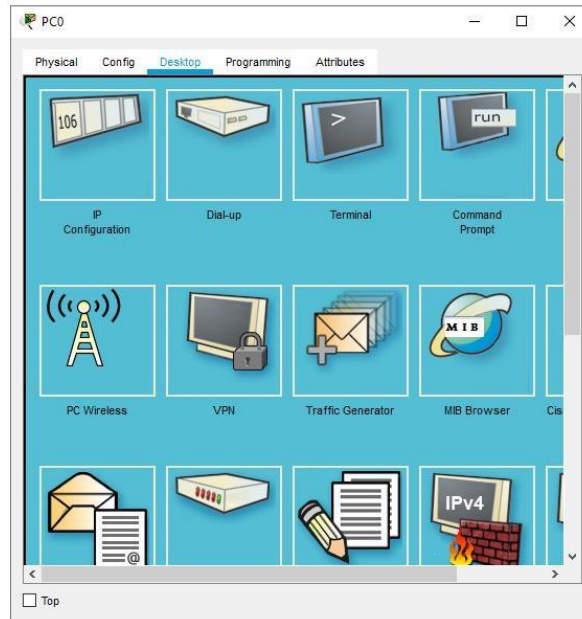 PC0
Physical Config Desktop Programming Attributes
106
>
run
IP
Configuration
Dial-up
Terminal
Command
Prompt
PC Wireless
VPN
Traffic Generator
MIB
MIB Browser
Cis
@
IPv4
Top